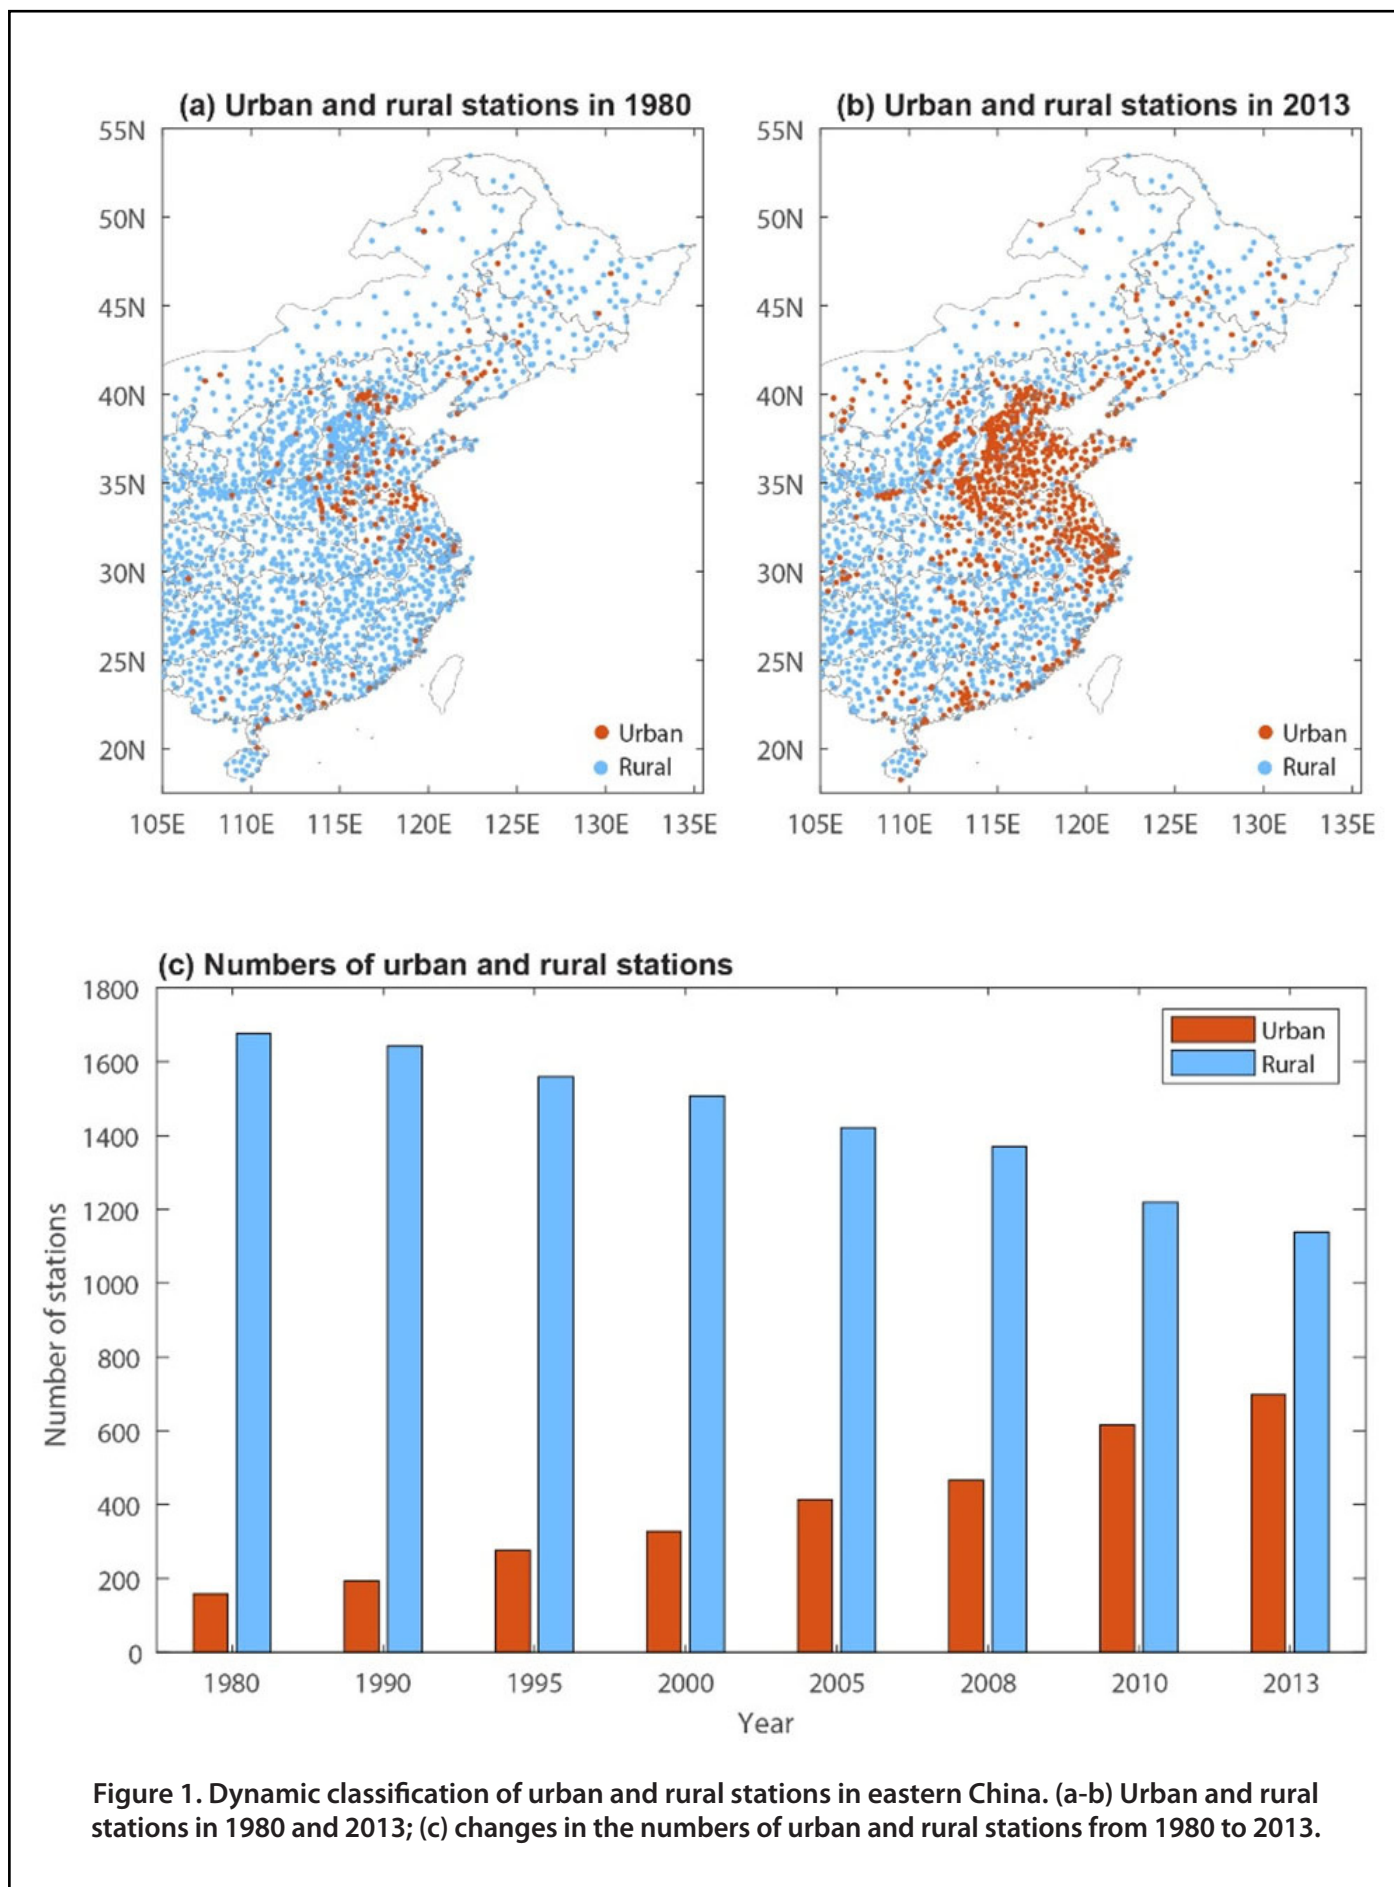 (a) Urban and rural stations in 1980
55N
50N
45N
40N
35N
30N
25N
20N
105E 110E 115E 120E 125E 130E 135E
Urban
Rural
(b) Urban and rural stations in 2013
55N
50N
45N
40N
35N
30N
25N
20N
105E 110E 115E 120E 125E 130E 135E
Urban
Rural
(c) Numbers of urban and rural stations
Number of stations
1800
1600
1400
1200
1000
800
600
400
200
0
Urban
Rural
1980 1990 1995 2000 2005 2008 2010 2013
Year
Figure 1. Dynamic classification of urban and rural stations in eastern China. (a-b) Urban and rural
stations in 1980 and 2013; (c) changes in the numbers of urban and rural stations from 1980 to 2013.